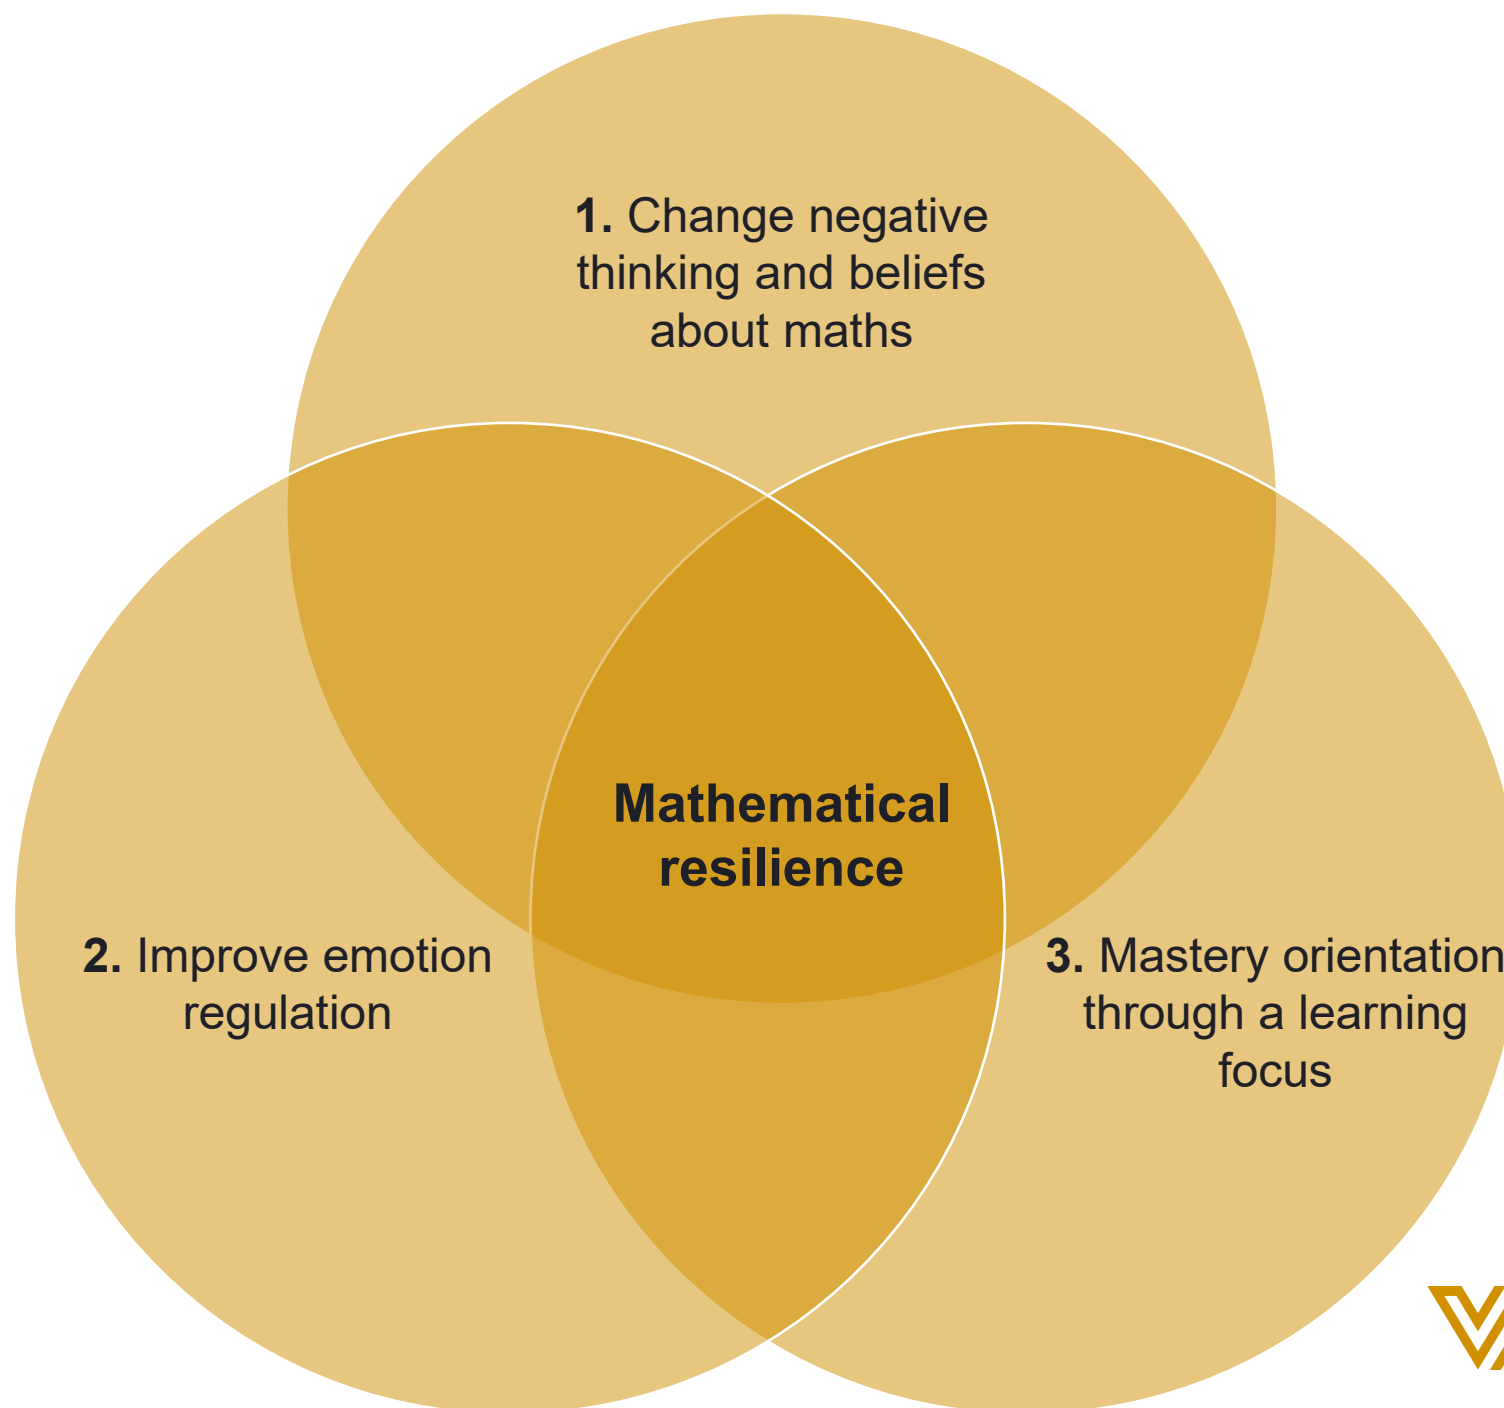 1. Change negative
thinking and beliefs
about maths
Mathematical
resilience
2. Improve emotion
regulation
3. Mastery orientation
through a learning
focus